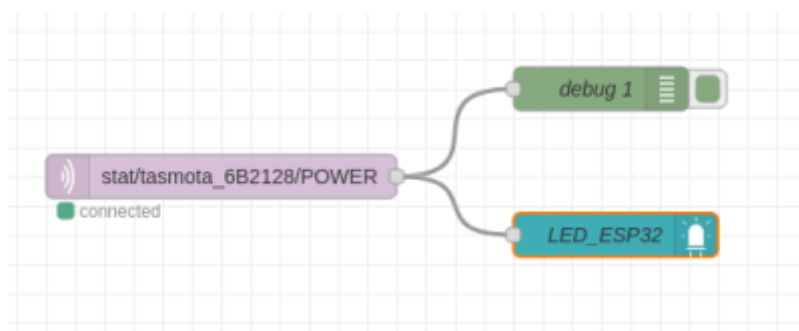 debug 1
stat/tasmota_6B2128/POWER
connected
LED_ESP32